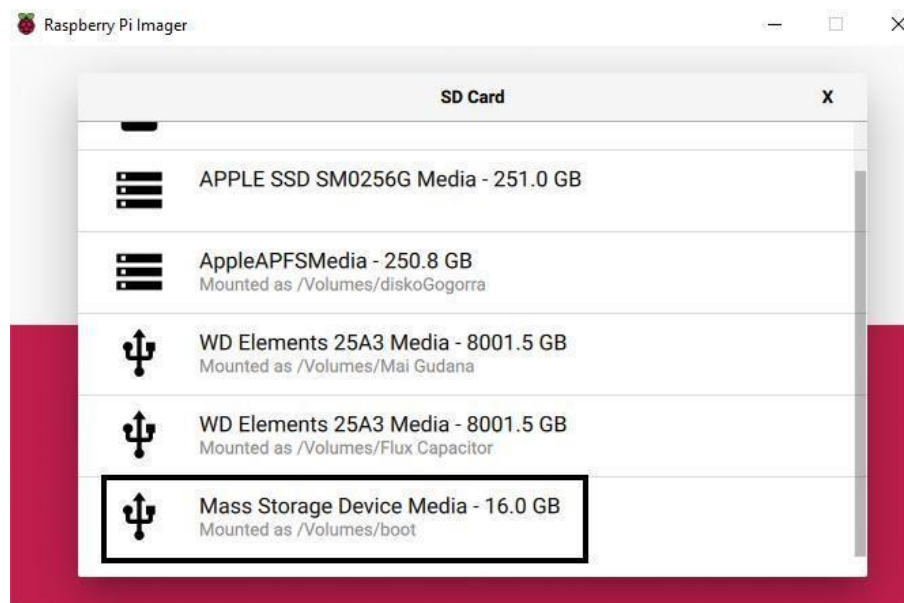 Raspberry Pi Imager
SD Card
X
APPLE SSD SM0256G Media - 251.0 GB
AppleAPFSMedia - 250.8 GB
Mounted as /Volumes/diskoGogorra
WD Elements 25A3 Media - 8001.5 GB
Mounted as /Volumes/Mai Gudana
WD Elements 25A3 Media - 8001.5 GB
Mounted as /Volumes/Flux Capacitor
Mass Storage Device Media - 16.0 GB
Mounted as /Volumes/boot